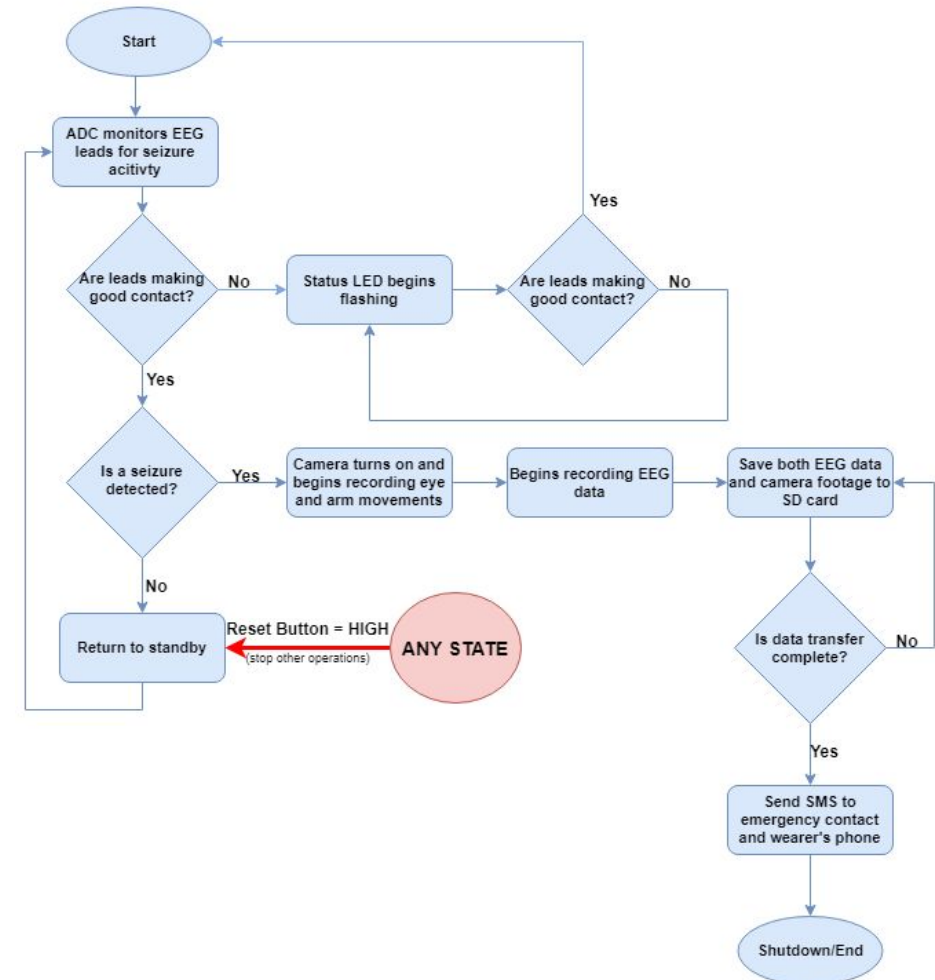 Start
ADC monitors EEG
leads for seizure
acitivty
Are leads making
good contact?
No
Status LED begins
flashing
Are leads making
good contact?
Yes
No
Yes
Is a seizure
detected?
Yes
Camera turns on and
begins recording eye
and arm movements
Begins recording EEG
data
Save both EEG data
and camera footage to
SD card
No
Return to standby
Reset Button = HIGH
(stop other operations)
ANY STATE
Is data transfer
complete?
No
Yes
Send SMS to
emergency contact
and wearer's phone
Shutdown/End